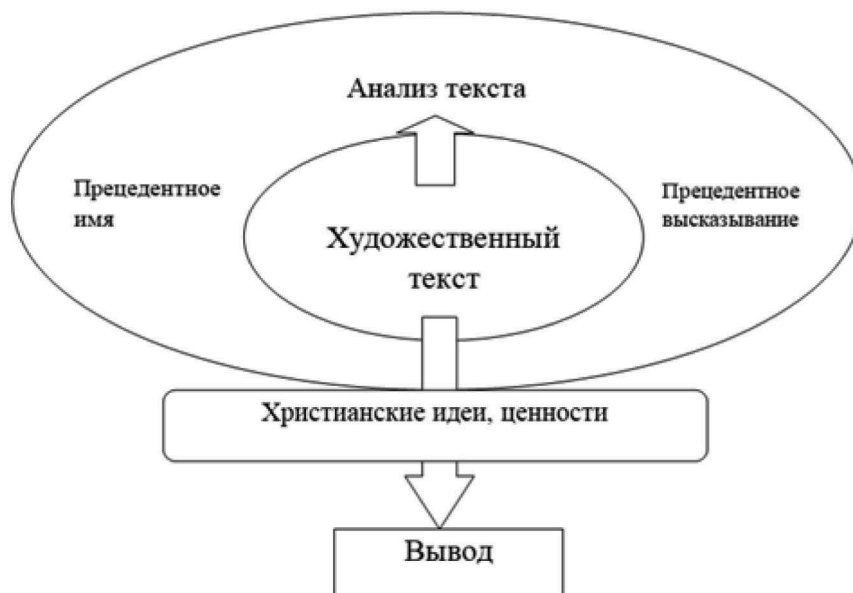 Анализ текста
Прецедентное
имя
Прецедентное
высказывание
Художественный
текст
Христианские идеи, ценности
Вывод